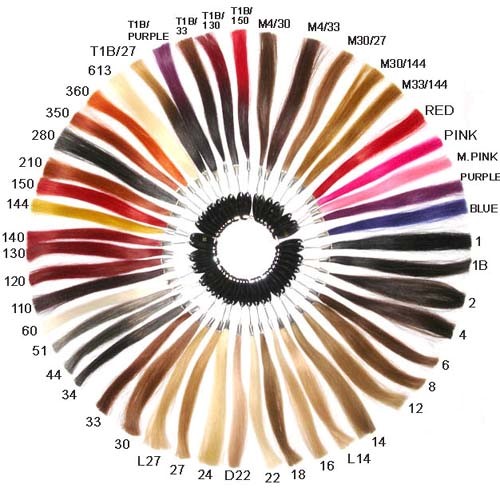 T1B/
PURPLE
T1B/
33
T1B/
130
T1B/
150
M4/30
M4/33
M30/27
M30/144
M33/144
RED
PINK
M.PINK
PURPLE
BLUE
1
1B
2
4
6
8
12
14
L14
16
18
22
D22
24
27
L27
30
33
34
44
51
60
110
120
130
140
144
150
210
280
350
360
613
T1B/27